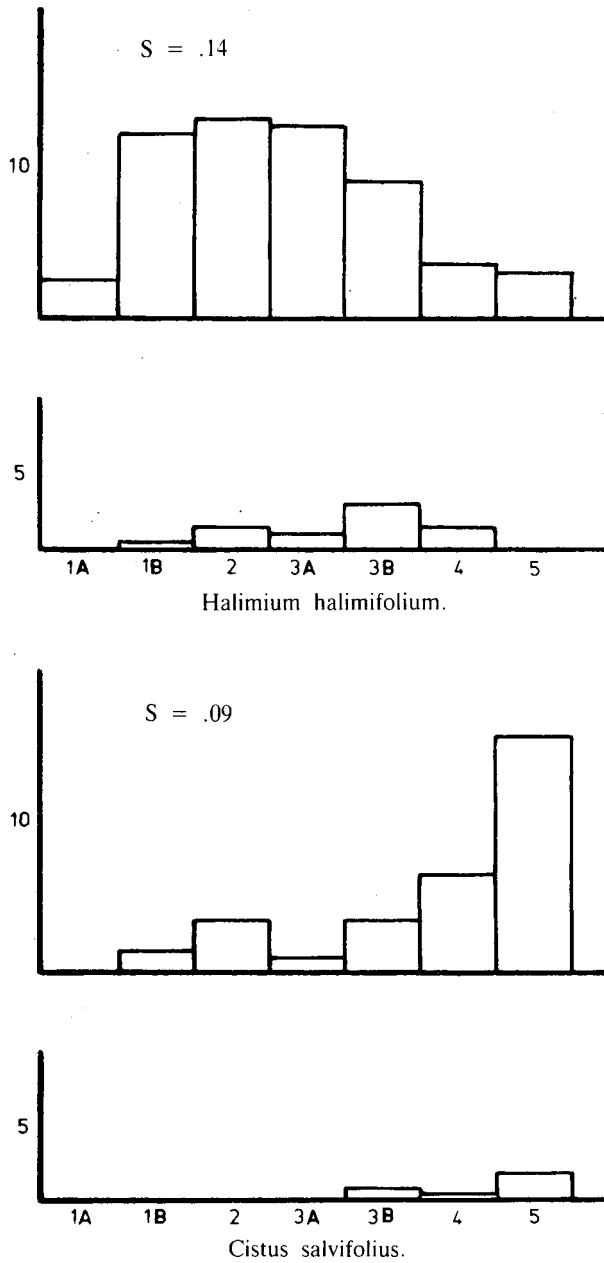 S = .14
10
5
1A 1B 2 3A 3B 4 5
Halimium halimifolium.
S = .09
10
5
1A 1B 2 3A 3B 4 5
Cistus salvifolius.